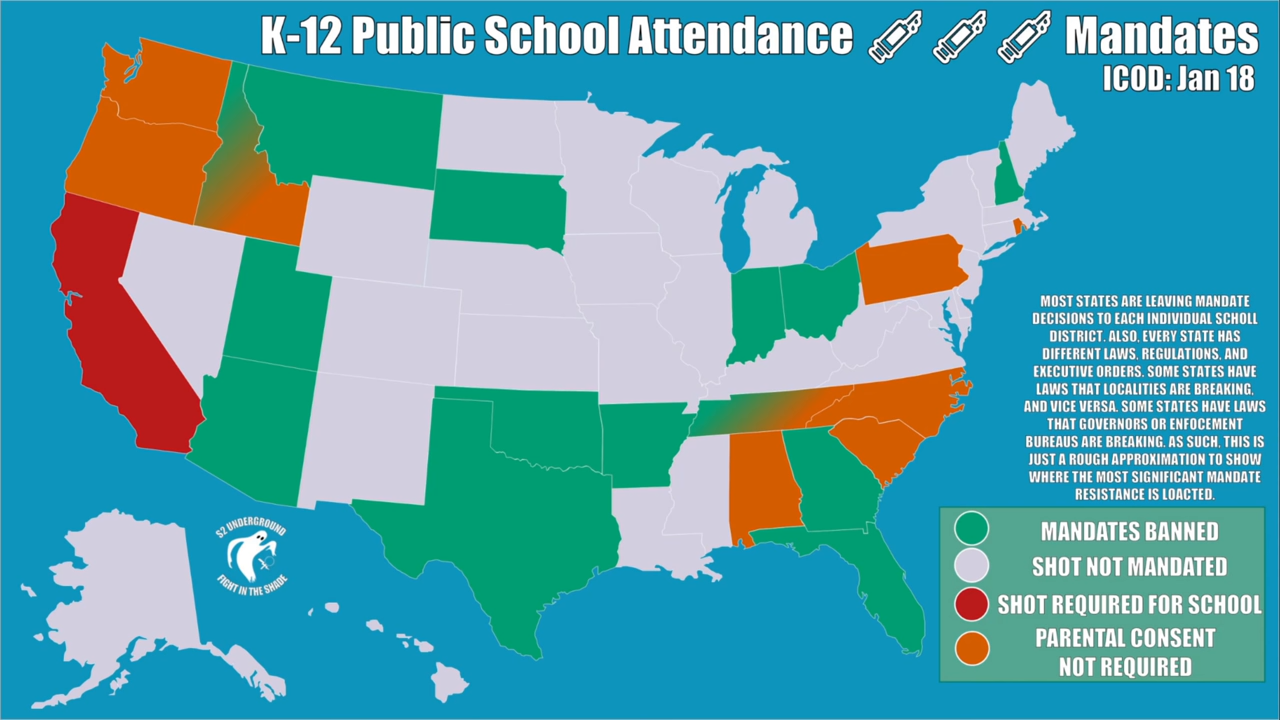 K-12 Public School Attendance Mandates
ICOD: Jan 18
MOST STATES ARE LEAVING MANDATE
DECISIONS TO EACH INDIVIDUAL SCHOLL
DISTRICT. ALSO, EVERY STATE HAS
DIFFERENT LAWS, REGULATIONS, AND
EXECUTIVE ORDERS. SOME STATES HAVE
LAWS THAT LOCALITIES ARE BREAKING,
AND VICE VERSA. SOME STATES HAVE LAWS
THAT GOVERNORS OR ENFOCEMENT
BUREAUS ARE BREAKING. AS SUCH, THIS IS
JUST A ROUGH APPROXIMATION TO SHOW
WHERE THE MOST SIGNIFICANT MANDATE
RESISTANCE IS LOACTED.
S2 UNDERGROUND
FIGHT IN THE SHADE
MANDATES BANNED
SHOT NOT MANDATED
SHOT REQUIRED FOR SCHOOL
PARENTAL CONSENT
NOT REQUIRED